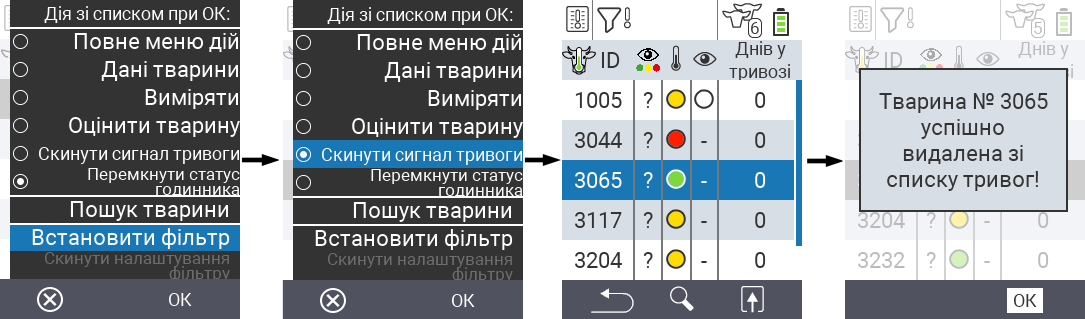 Дія зі списком при ОК:
Повне меню дій
Дані тварини
Виміряти
Оцінити тварину
Скинути сигнал тривоги
Перемкнути статус
годинника
Пошук тварини
Встановити фільтр
Скинути налаштування
фільтру
OK
Дія зі списком при ОК:
Повне меню дій
Дані тварини
Виміряти
Оцінити тварину
Скинути сигнал тривоги
Перемкнути статус
годинника
Пошук тварини
Встановити фільтр
Скинути налаштування
фільтру
OK
6
ID Днів у
тривозі
1005 ? 0
3044 ? - 0
3065 ? - 0
3117 ? - 0
3204 ? - 0
5
ID Днів у
Тварина № 3065
успішно
видалена зі
списку тривог!
3204 ? - 0
3232 ? - 0
OK